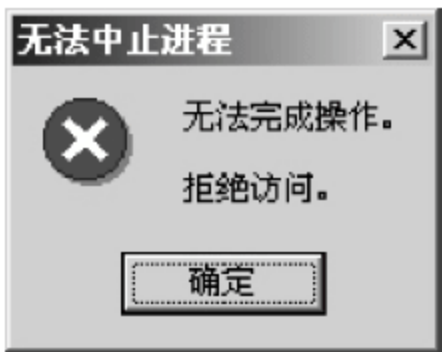 无法中止进程
无法完成操作。
拒绝访问。
确定